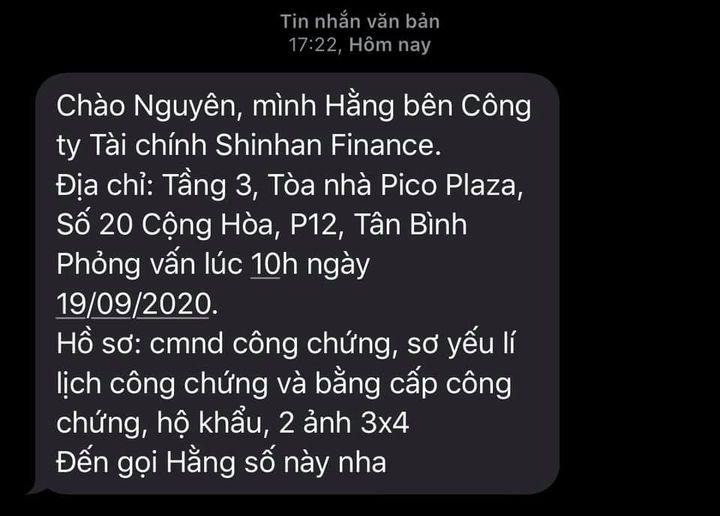 Tin nhắn văn bản
17:22, Hôm nay
Chào Nguyên, mình Hằng bên Công
ty Tài chính Shinhan Finance.
Địa chỉ: Tầng 3, Tòa nhà Pico Plaza,
Số 20 Cộng Hòa, P12, Tân Bình
Phỏng vấn lúc 10h ngày
19/09/2020.
Hồ sơ: cmnd công chứng, sơ yếu lí
lịch công chứng và bằng cấp công
chứng, hộ khẩu, 2 ảnh 3x4
Đến gọi Hằng số này nha